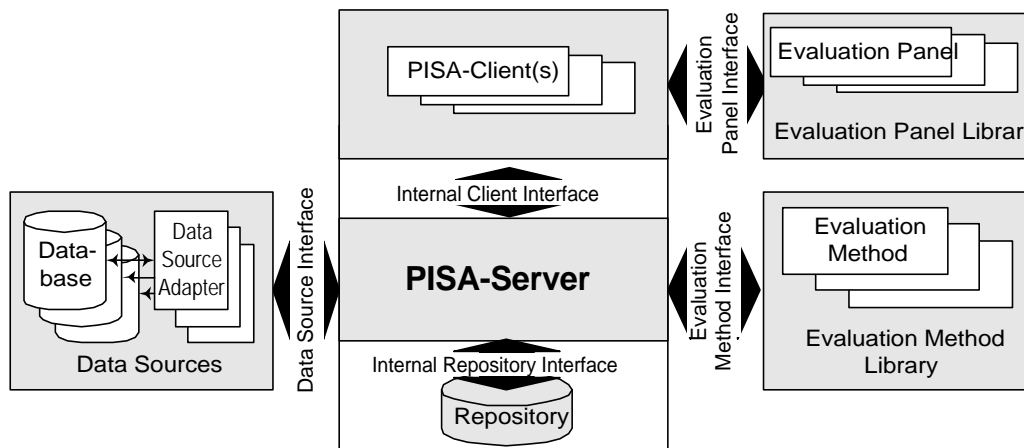 PISA-Client(s)
Evaluation
Panel Interface
Evaluation Panel
Evaluation Panel Library
Internal Client Interface
Data-
base
Data
Source
Adapter
Data Sources
Data Source Interface
PISA-Server
Evaluation
Method Interface
Evaluation
Method
Evaluation Method
Library
Internal Repository Interface
Repository